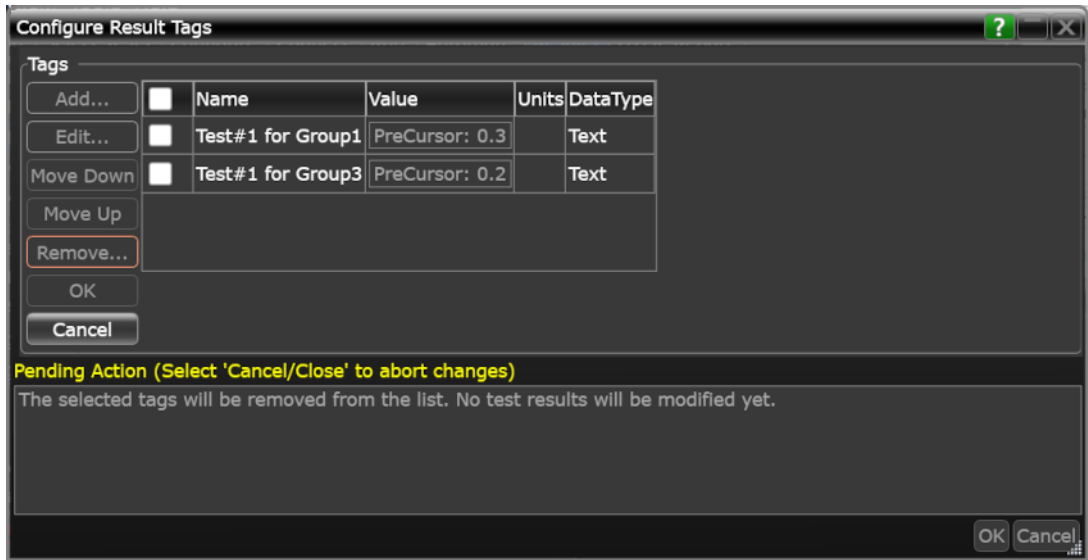 Configure Result Tags
?
X
Tags
Add...
Name Value Units DataType
Edit...
Test#1 for Group1 PreCursor: 0.3 Text
Move Down
Test#1 for Group3 PreCursor: 0.2 Text
Move Up
Remove...
OK
Cancel
Pending Action (Select 'Cancel/Close' to abort changes)
The selected tags will be removed from the list. No test results will be modified yet.
OK Cancel